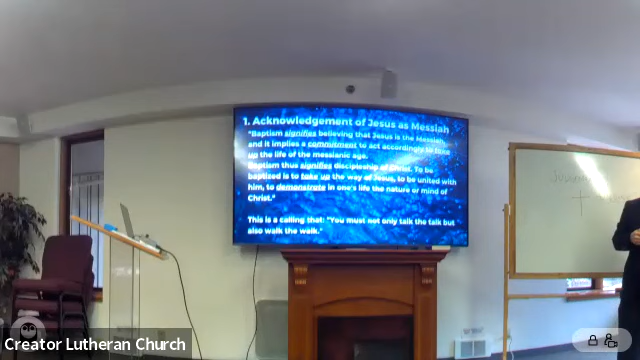 1. Acknowledgement of Jesus as Messiah
"Baptism signifies believing that Jesus is the Messiah,
and it implies a commitment to act accordingly to take
up the life of the messianic age.
Baptism thus signifies discipleship of Christ. To be
baptized is to take up the way of Jesus, to be united with
him, to demonstrate in one's life the nature or mind of
Christ."
This is a calling that: "You must not only talk the talk but
also walk the walk."
Creator Lutheran Church